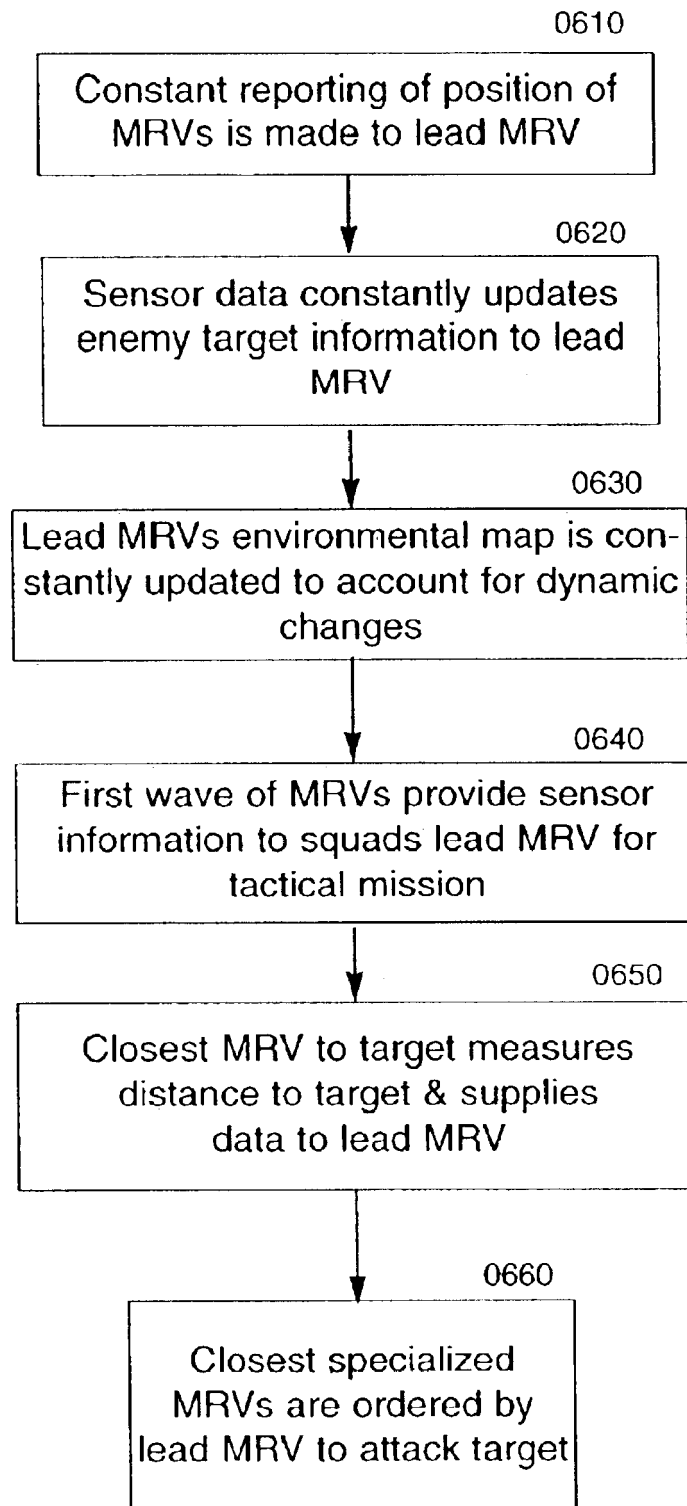 0610
Constant reporting of position of
MRVs is made to lead MRV
0620
Sensor data constantly updates
enemy target information to lead
MRV
0630
Lead MRVs environmental map is con-
stantly updated to account for dynamic
changes
0640
First wave of MRVs provide sensor
information to squads lead MRV for
tactical mission
0650
Closest MRV to target measures
distance to target & supplies
data to lead MRV
0660
Closest specialized
MRVs are ordered by
lead MRV to attack target